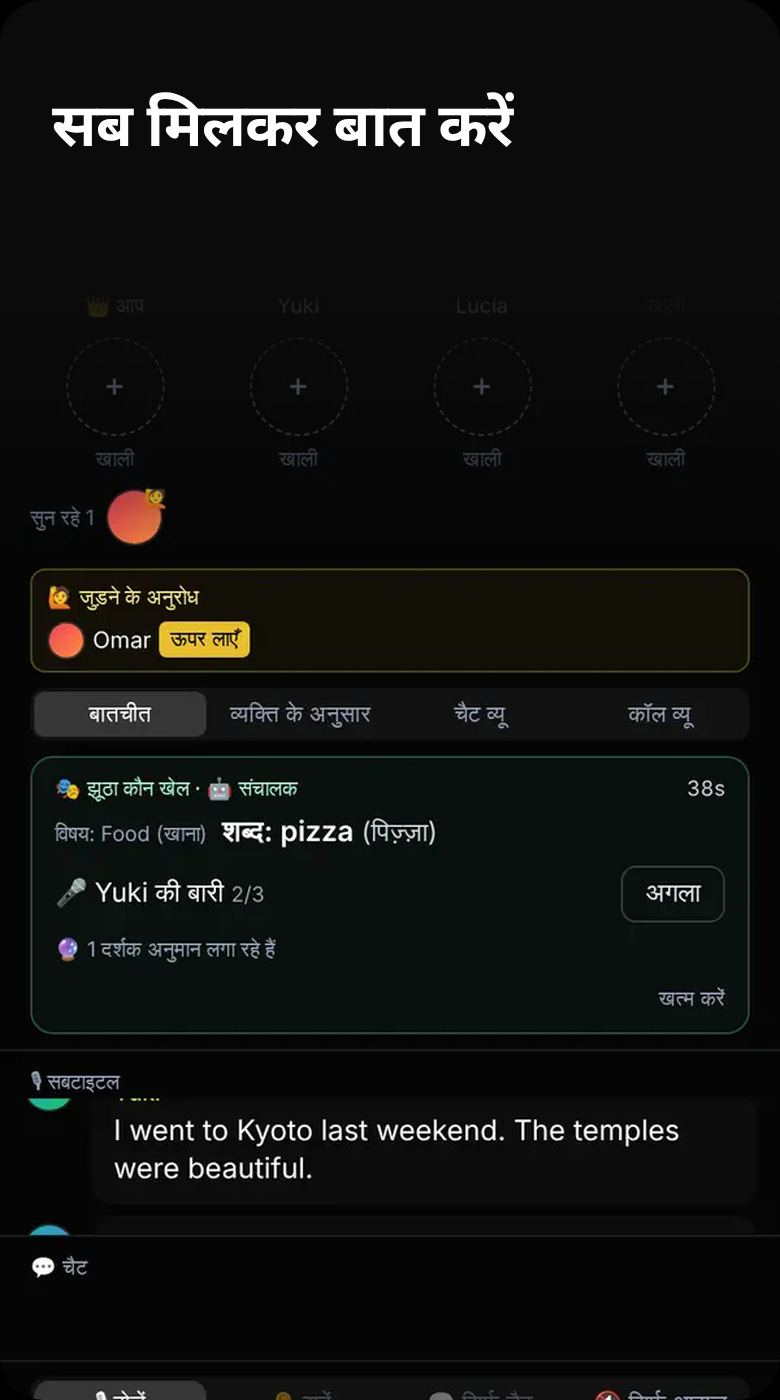 सब मिलकर बात करें
👑 आप Yuki Lucía खाली
+ + + +
खाली खाली खाली खाली
सुन रहे 1
🙋 जुड़ने के अनुरोध
Omar ऊपर लाएँ
बातचीत व्यक्ति के अनुसार चैट व्यू कॉल व्यू
🎭 झूठा कौन खेल · 🤖 संचालक 38s
विषय: Food (खाना) शब्द: pizza (पिज़्ज़ा)
🎤 Yuki की बारी 2/3 अगला
🔮 1 दर्शक अनुमान लगा रहे हैं
खत्म करें
🎙 सबटाइटल
I went to Kyoto last weekend. The temples
were beautiful.
💬 चैट